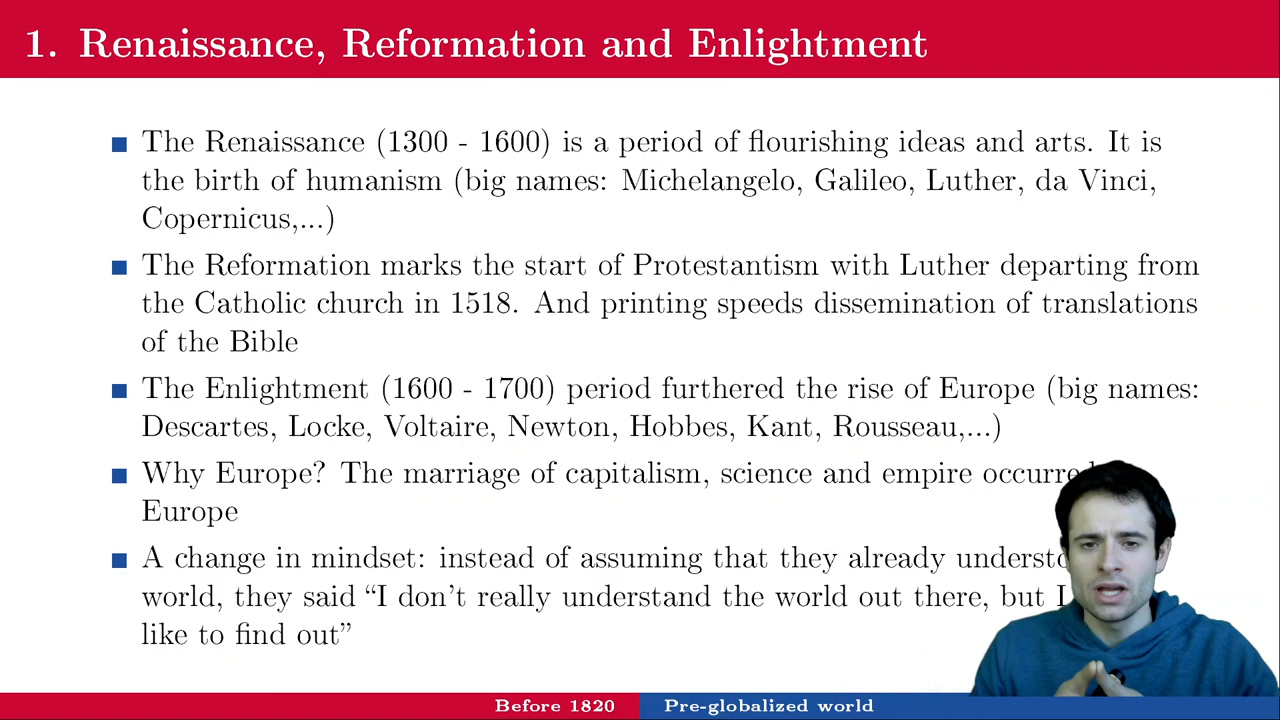 1. Renaissance, Reformation and Enlightment
The Renaissance (1300 - 1600) is a period of flourishing ideas and arts. It is
the birth of humanism (big names: Michelangelo, Galileo, Luther, da Vinci,
Copernicus,...)
The Reformation marks the start of Protestantism with Luther departing from
the Catholic church in 1518. And printing speeds dissemination of translations
of the Bible
The Enlightment (1600 - 1700) period furthered the rise of Europe (big names:
Descartes, Locke, Voltaire, Newton, Hobbes, Kant, Rousseau,...)
Why Europe? The marriage of capitalism, science and empire
Europe
A change in mindset: instead of assuming that they already
world, they said “I don't really understand the world out there, but I
like to find out”
Before 1820 Pre-globalized world